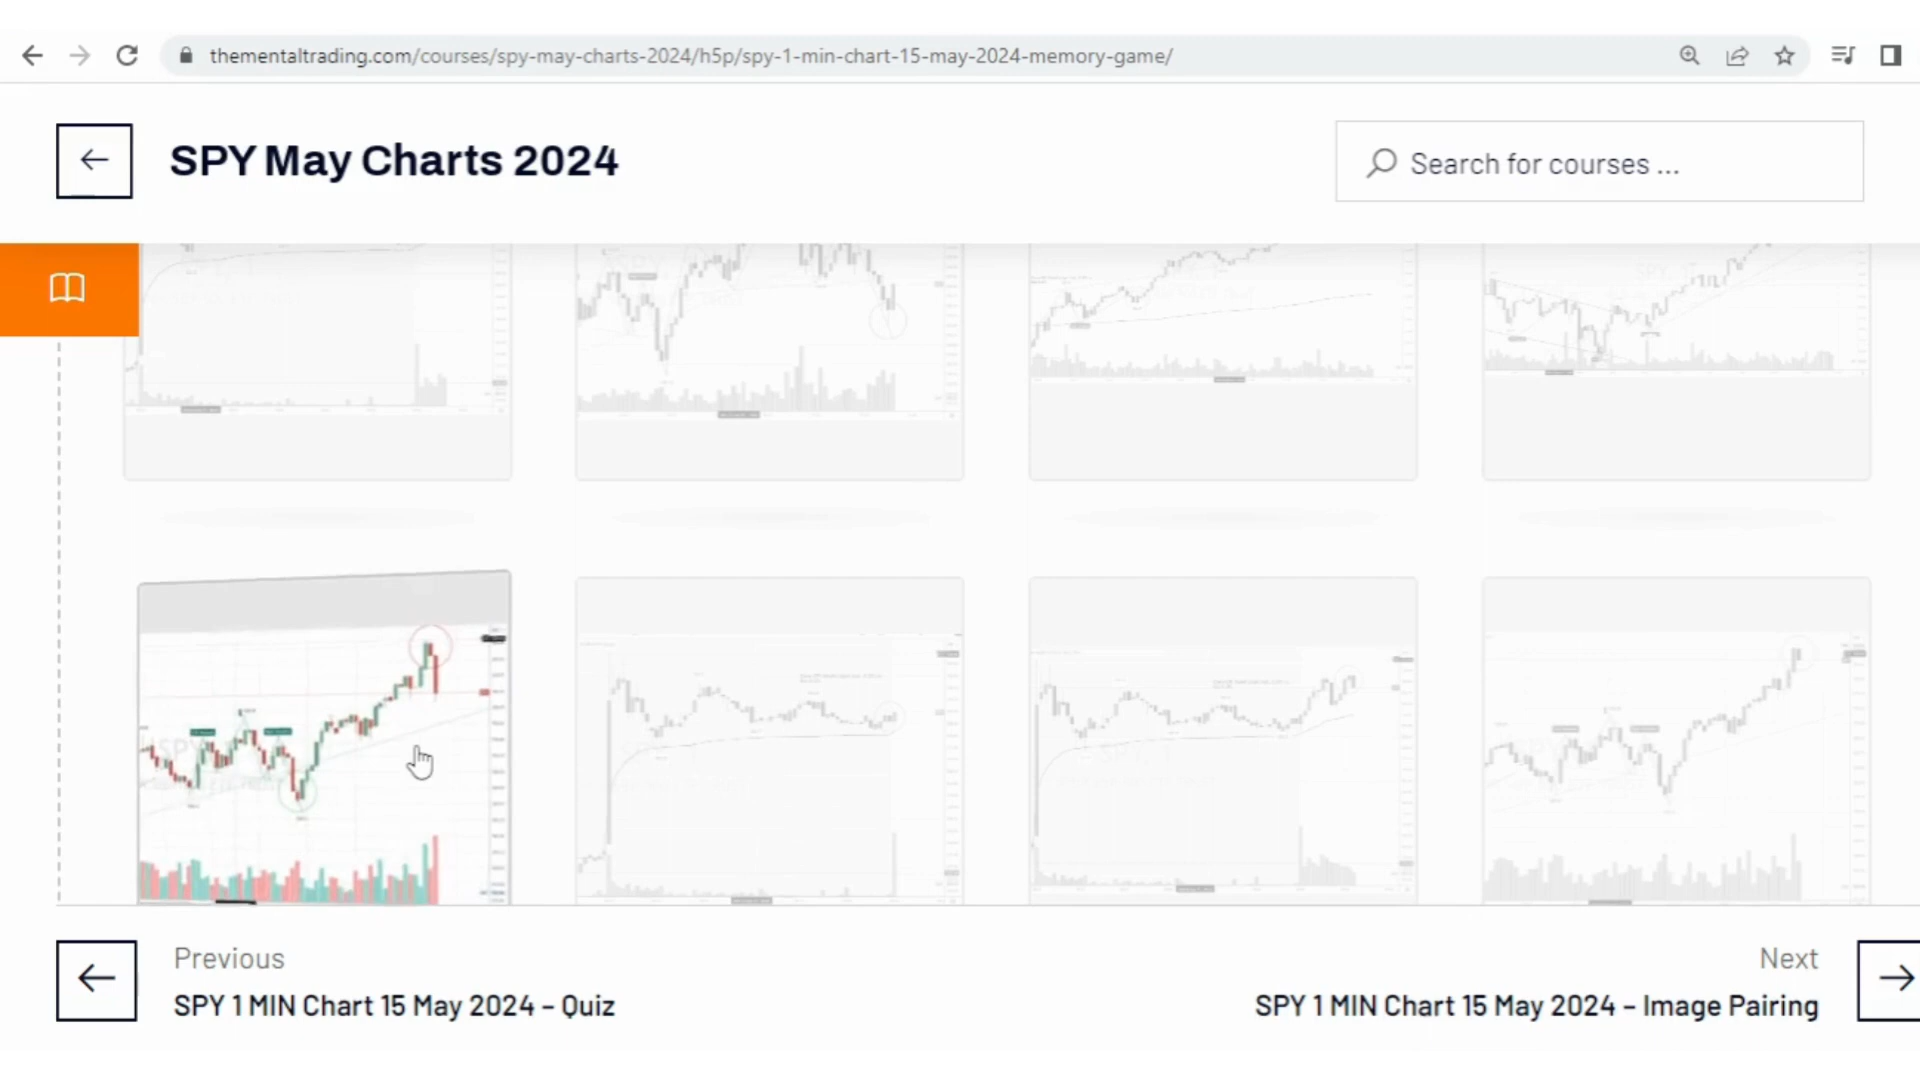 thementaltrading.com/courses/spy-may-charts-2024/h5p/spy-1-min-chart-15-may-2024-memory-game/
SPY May Charts 2024
Search for courses ...
Previous
SPY 1 MIN Chart 15 May 2024 – Quiz
Next
SPY 1 MIN Chart 15 May 2024 – Image Pairing